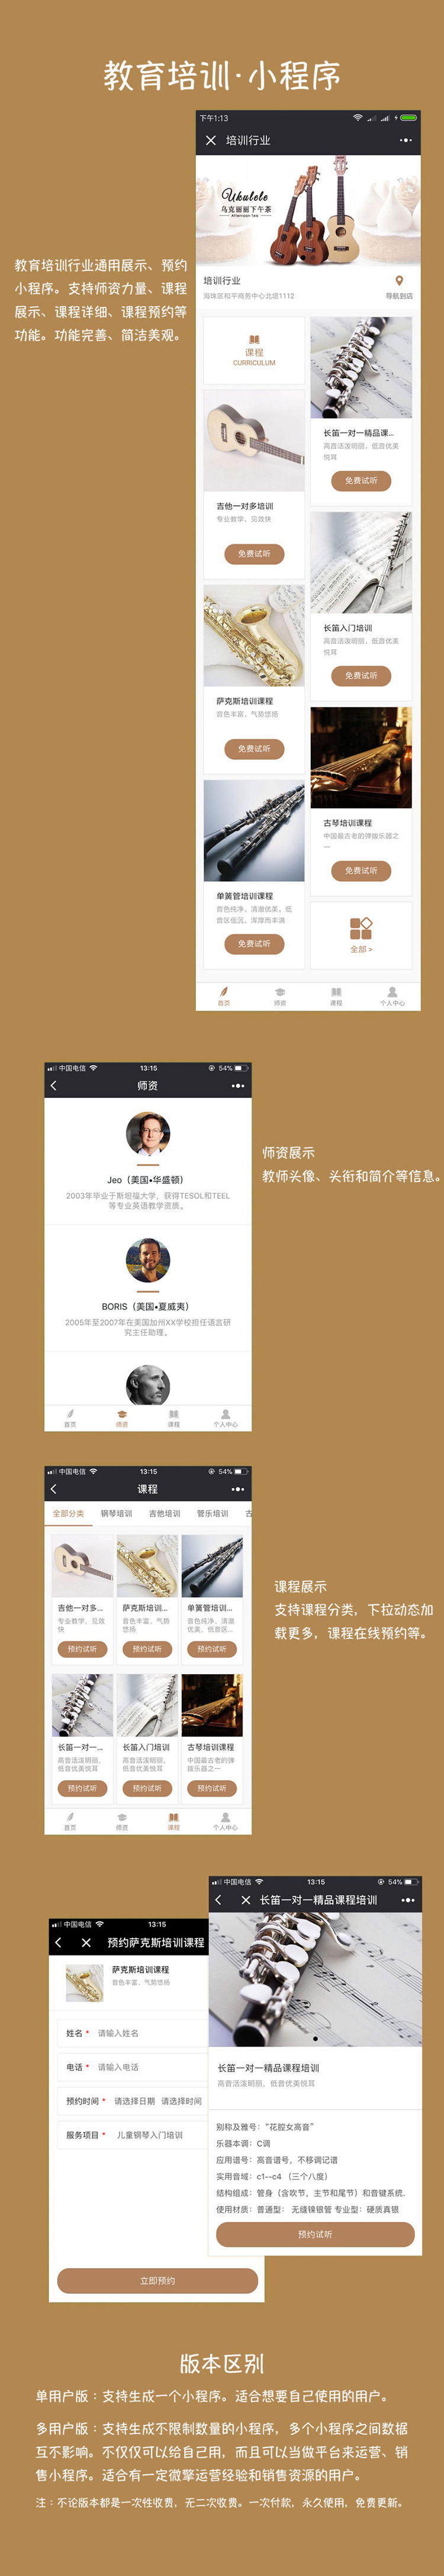 教育培训·小程序
教育培训行业通用展示、预约
小程序。支持师资力量、课程
展示、课程详细、课程预约等
功能。功能完善、简洁美观。
下午1:13
培训行业
Ukulele
乌克丽丽下午茶
Afternoon Tea
培训行业
海珠区和平商务中心北塔1112
导航到店
课程
CURRICULUM
吉他一对多培训
专业教学，见效快
免费试听
萨克斯培训课程
音色丰富，气势悠扬
免费试听
单簧管培训课程
音色纯净、清澈优美，低
音区低沉、浑厚而丰满
免费试听
长笛一对一精品课...
高音活泼明丽，低音优美
悦耳
免费试听
长笛入门培训
高音活泼明丽，低音优美
悦耳
免费试听
古琴培训课程
中国最古老的弹拨乐器之
一
免费试听
全部 >
首页
师资
课程
个人中心
中国电信
13:15
54%
师资
Jeo（美国•华盛顿）
2003年毕业于斯坦福大学，获得TESOL和TEEL
等专业英语教学资质。
BORIS（美国•夏威夷）
2005年至2007年在美国加州XX学校担任语言研
究主任助理。
首页
师资
课程
个人中心
师资展示
教师头像、头衔和简介等信息。
中国电信
13:15
54%
课程
全部分类 钢琴培训 吉他培训 管乐培训 古
吉他一对多...
专业教学，见效
快
预约试听
萨克斯培训...
音色丰富，气势
悠扬
预约试听
单簧管培训...
音色纯净、清澈
优美，低音区...
预约试听
长笛一对一...
高音活泼明丽，
低音优美悦耳
预约试听
长笛入门培训
高音活泼明丽，
低音优美悦耳
预约试听
古琴培训课程
中国最古老的弹
拨乐器之一
预约试听
首页
师资
课程
个人中心
课程展示
支持课程分类，下拉动态加
载更多，课程在线预约等。
中国电信
13:15
预约萨克斯培训课程
萨克斯培训课程
音色丰富，气势悠扬
姓名 * 请输入姓名
电话 * 请输入电话
预约时间 * 请选择日期 请选择时间
服务项目 * 儿童钢琴入门培训
立即预约
中国电信
13:15
54%
长笛一对一精品课程培训
长笛一对一精品课程培训
高音活泼明丽，低音优美悦耳
别称及雅号：“花腔女高音”
乐器本调：C调
应用谱号：高音谱号，不移调记谱
实用音域：c1--c4 （三个八度）
结构组成：管身（含吹节，主节和尾节）和音键系统.
使用材质：普通型： 无缝镍银管 专业型：硬质真银
预约试听
版本区别
单用户版：支持生成一个小程序。适合想要自己使用的用户。
多用户版：支持生成不限制数量的小程序，多个小程序之间数据
互不影响。不仅仅可以给自己用，而且可以当做平台来运营、销
售小程序。适合有一定微擎运营经验和销售资源的用户。
注：不论版本都是一次性收费，无二次收费。一次付款，永久使用，免费更新。